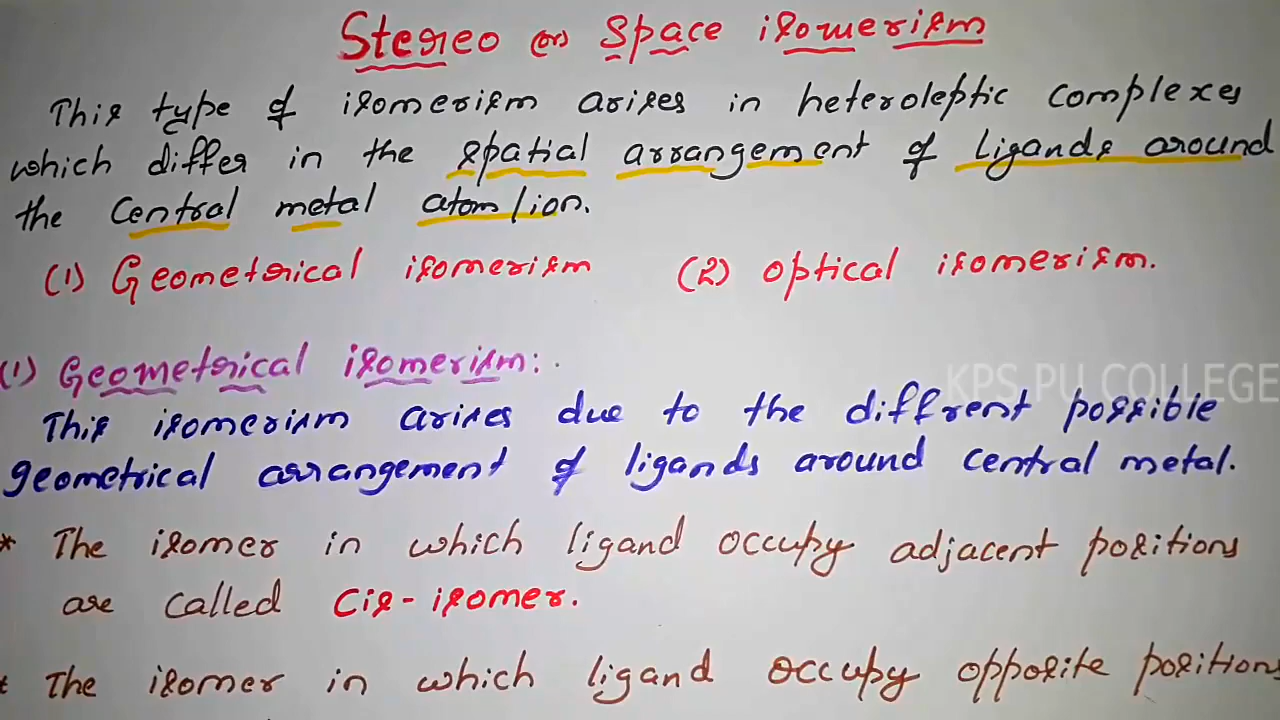 Stereo (or) Space isomerism
This type of isomerism arises in heteroleptic complexes
which differ in the spatial arrangement of ligands around
the central metal atom/ion.
(1) Geometrical isomerism (2) optical isomerism.
(1) Geometrical isomerism:-
KPS PU COLLEGE
This isomerism arises due to the diffrent possible
geometrical arrangement of ligands around central metal.
* The isomer in which ligand occupy adjacent positions
are called Cis-isomer.
* The isomer in which ligand occupy opposite positions